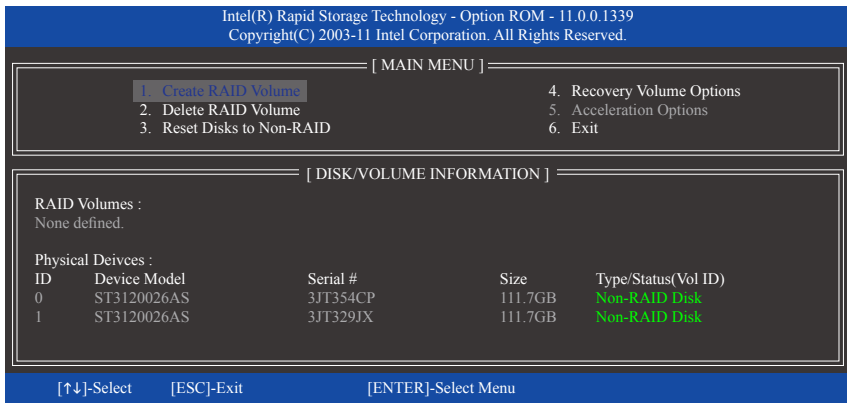 Intel(R) Rapid Storage Technology - Option ROM - 11.0.0.1339
Copyright(C) 2003-11 Intel Corporation. All Rights Reserved.
[ MAIN MENU ]
1. Create RAID Volume 4. Recovery Volume Options
2. Delete RAID Volume 5. Acceleration Options
3. Reset Disks to Non-RAID 6. Exit
[ DISK/VOLUME INFORMATION ]
RAID Volumes :
None defined.
Physical Deivces :
ID Device Model Serial # Size Type/Status(Vol ID)
0 ST3120026AS 3JT354CP 111.7GB Non-RAID Disk
1 ST3120026AS 3JT329JX 111.7GB Non-RAID Disk
[↑↓]-Select [ESC]-Exit [ENTER]-Select Menu